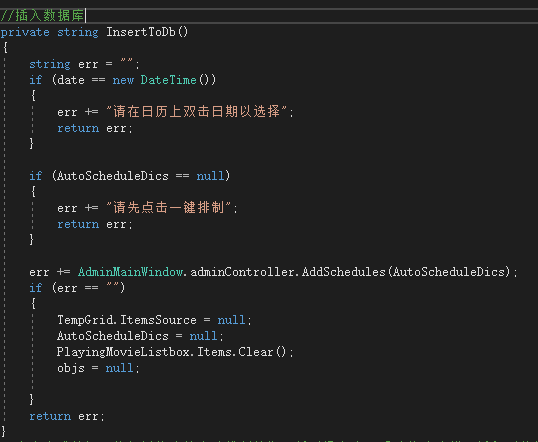 //插入数据库
private string InsertToDb()
{
string err = "";
if (date == new DateTime())
{
err += "请在日历上双击日期以选择";
return err;
}
if (AutoScheduleDics == null)
{
err += "请先点击一键排制";
return err;
}
err += AdminMainWindow.adminController.AddSchedules(AutoScheduleDics);
if (err == "")
{
TempGrid.ItemsSource = null;
AutoScheduleDics = null;
PlayingMovieListbox.Items.Clear();
objs = null;
}
return err;
}